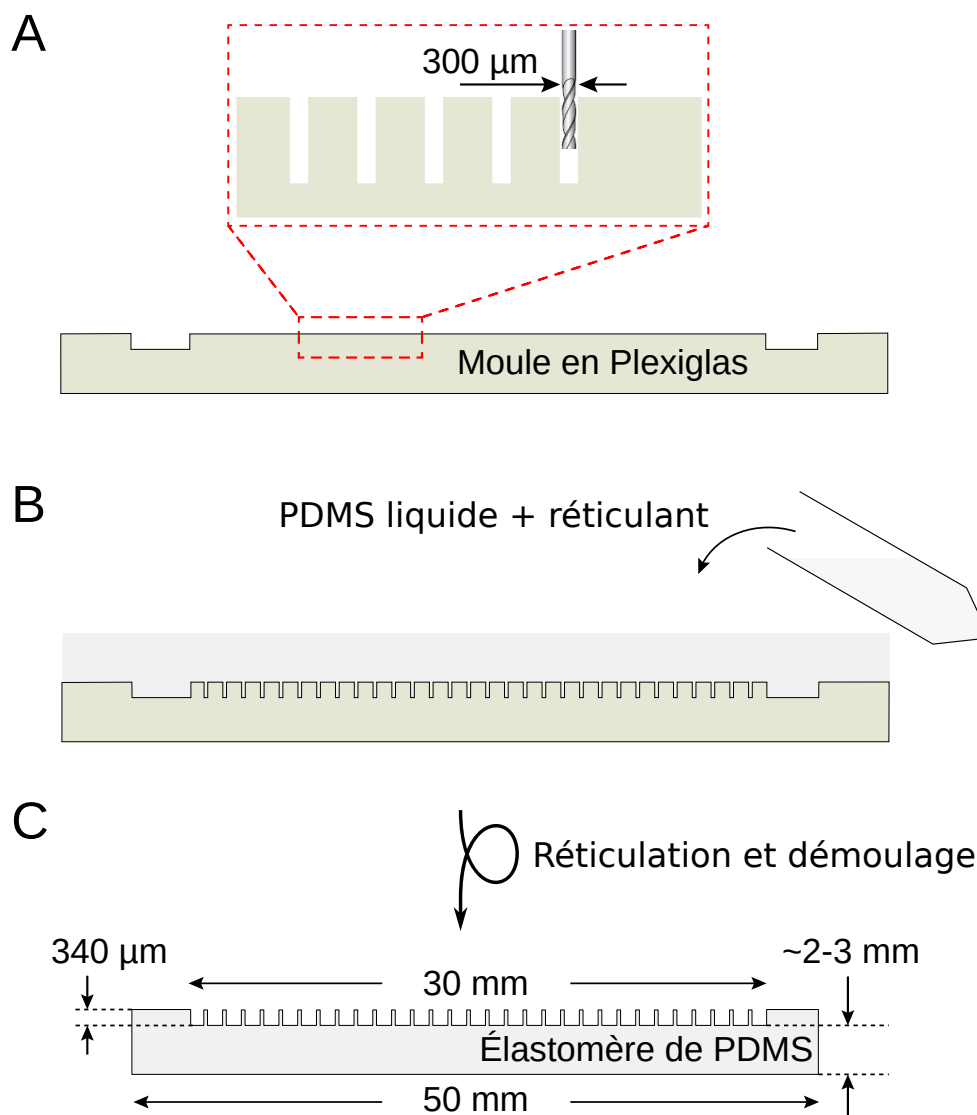 A
300 µm
Moule en Plexiglas
B
PDMS liquide + réticulant
C
Réticulation et démoulage
340 µm
~2-3 mm
30 mm
Élastomère de PDMS
50 mm